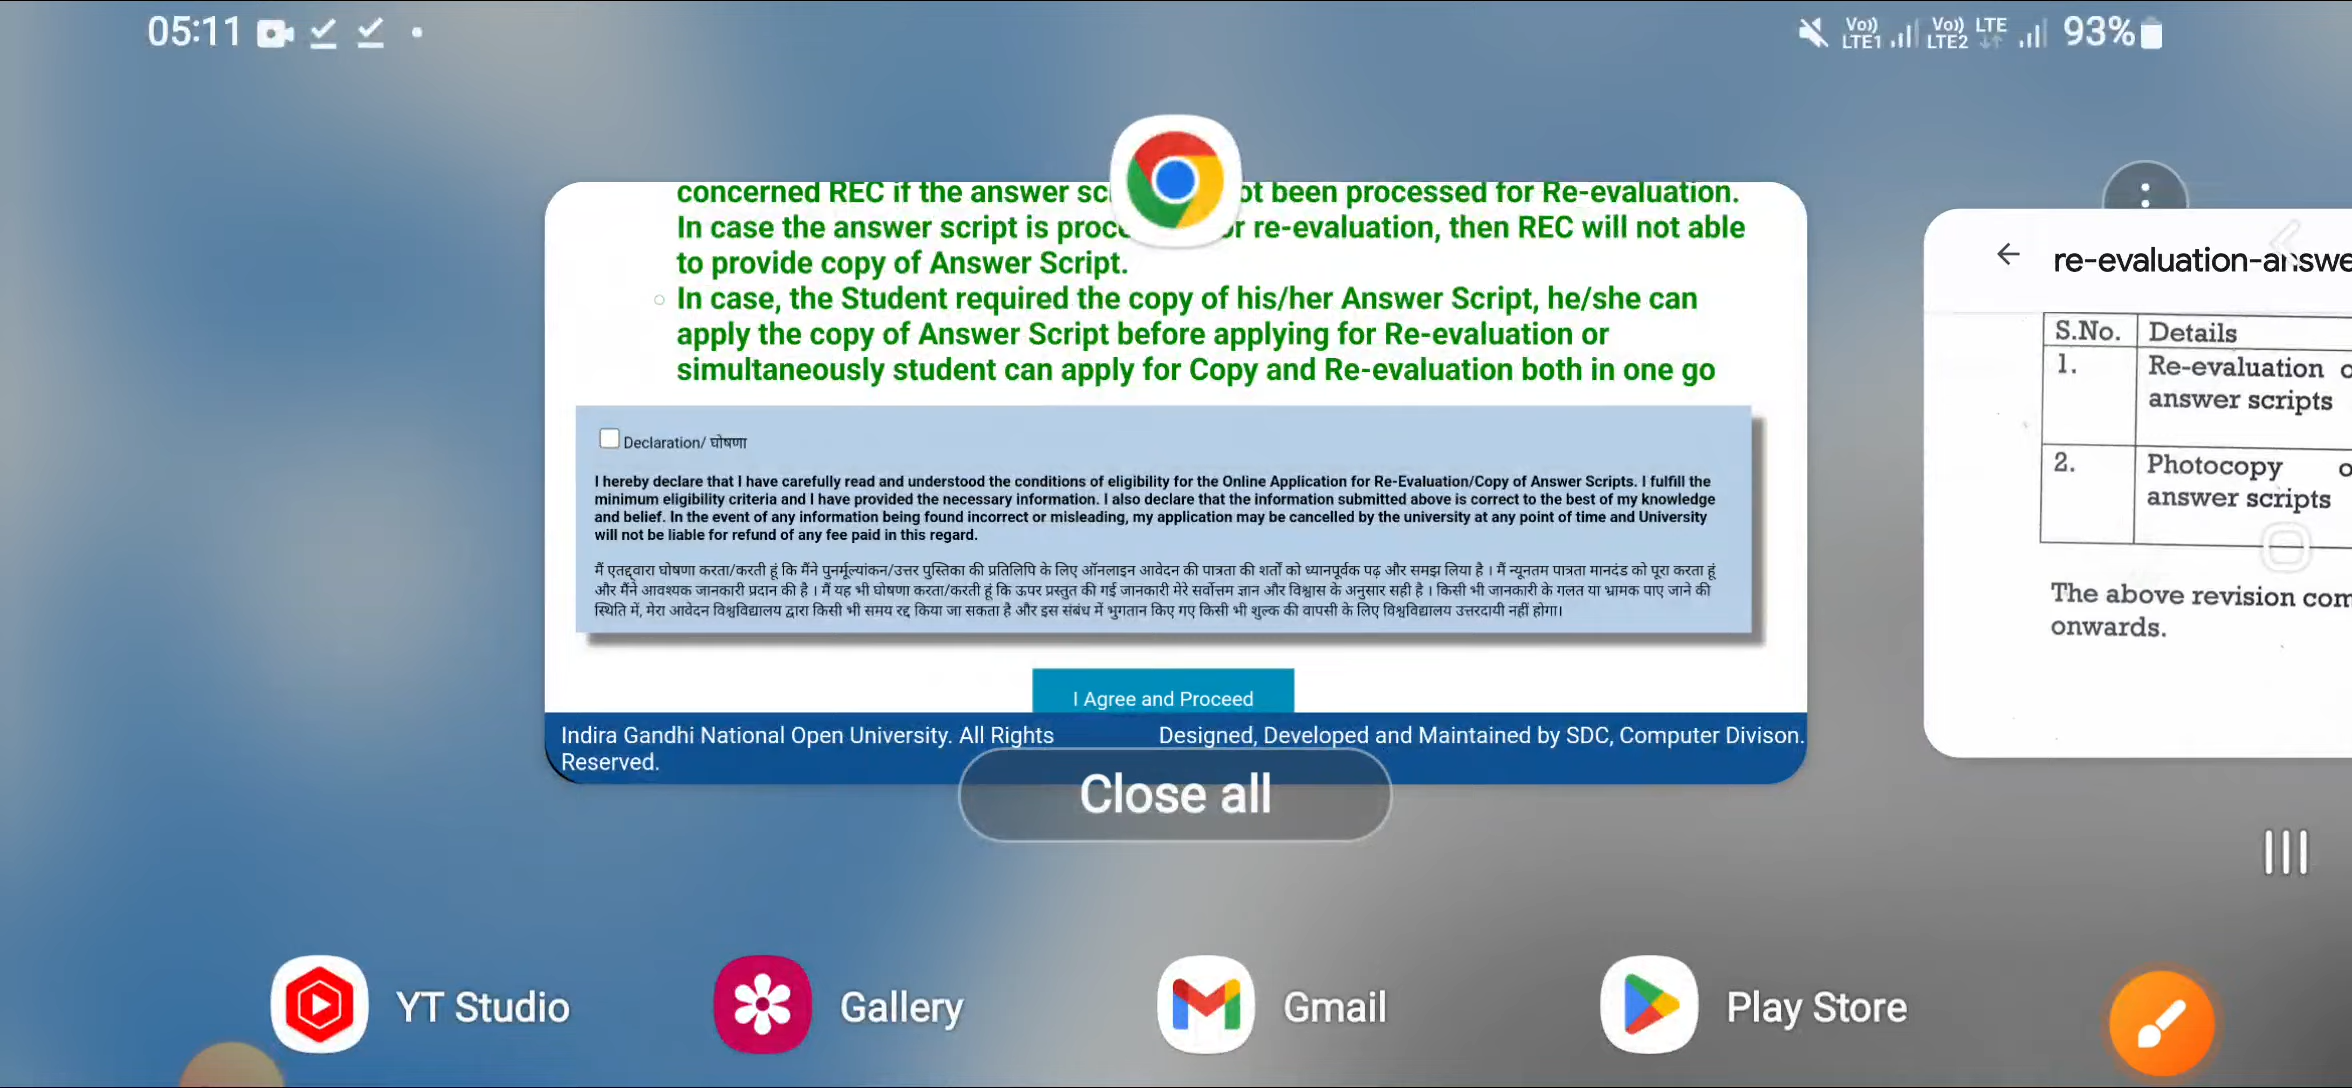 05:11
Vo)) LTE1 Vo)) LTE2 LTE 93%
concerned REC if the answer sc ot been processed for Re-evaluation.
In case the answer script is proc r re-evaluation, then REC will not able
to provide copy of Answer Script.
In case, the Student required the copy of his/her Answer Script, he/she can
apply the copy of Answer Script before applying for Re-evaluation or
simultaneously student can apply for Copy and Re-evaluation both in one go
Declaration/ घोषणा
I hereby declare that I have carefully read and understood the conditions of eligibility for the Online Application for Re-Evaluation/Copy of Answer Scripts. I fulfill the
minimum eligibility criteria and I have provided the necessary information. I also declare that the information submitted above is correct to the best of my knowledge
and belief. In the event of any information being found incorrect or misleading, my application may be cancelled by the university at any point of time and University
will not be liable for refund of any fee paid in this regard.
मैं एतद्द्वारा घोषणा करता/करती हूं कि मैंने पुनर्मूल्यांकन/उत्तर पुस्तिका की प्रतिलिपि के लिए ऑनलाइन आवेदन की पात्रता की शर्तों को ध्यानपूर्वक पढ़ और समझ लिया है । मैं न्यूनतम पात्रता मानदंड को पूरा करता हूं
और मैंने आवश्यक जानकारी प्रदान की है । मैं यह भी घोषणा करता/करती हूं कि ऊपर प्रस्तुत की गई जानकारी मेरे सर्वोत्तम ज्ञान और विश्वास के अनुसार सही है । किसी भी जानकारी के गलत या भ्रामक पाए जाने की
स्थिति में, मेरा आवेदन विश्वविद्यालय द्वारा किसी भी समय रद्द किया जा सकता है और इस संबंध में भुगतान किए गए किसी भी शुल्क की वापसी के लिए विश्वविद्यालय उत्तरदायी नहीं होगा।
I Agree and Proceed
Indira Gandhi National Open University. All Rights
Reserved.
Designed, Developed and Maintained by SDC, Computer Divison.
re-evaluation-answe
S.No. Details
1. Re-evaluation o
answer scripts
2. Photocopy o
answer scripts
The above revision com
onwards.
Close all
YT Studio
Gallery
Gmail
Play Store